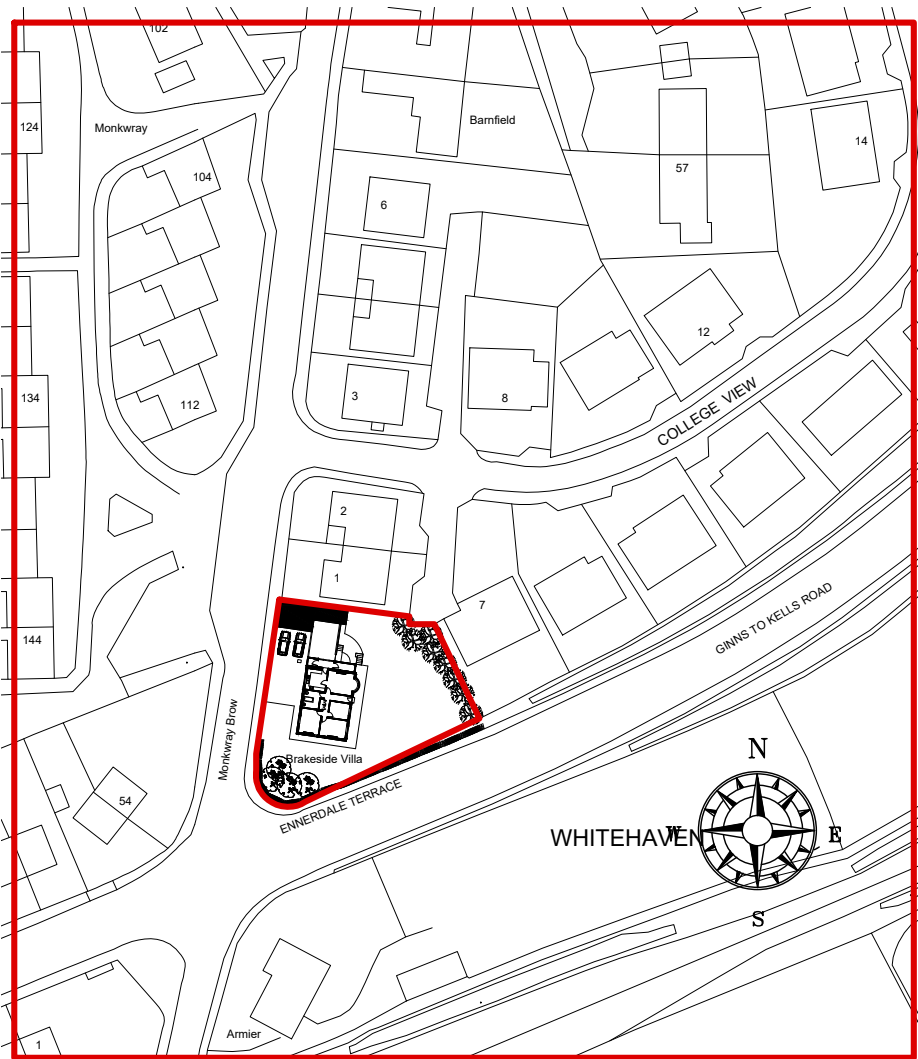 102
124
Monkwray
Barnfield
14
57
104
6
12
134
3
8
112
COLLEGE VIEW
2
1
7
GINNS TO KELLS ROAD
144
Monkwray Brow
Brakeside Villa
54
ENNERDALE TERRACE
N
WHITEHAVEN
W
E
S
Armier
1